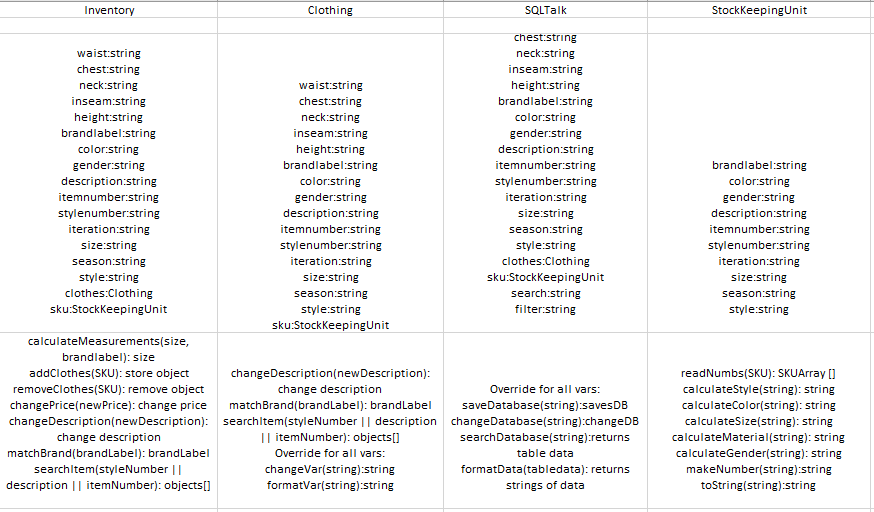 Inventory
Clothing
SQLTalk
StockKeepingUnit
waist:string
chest:string
neck:string
inseam:string
height:string
brandlabel:string
color:string
gender:string
description:string
itemnumber:string
stylenumber:string
iteration:string
size:string
season:string
style:string
clothes:Clothing
sku:StockKeepingUnit
waist:string
chest:string
neck:string
inseam:string
height:string
brandlabel:string
color:string
gender:string
description:string
itemnumber:string
stylenumber:string
iteration:string
size:string
season:string
style:string
sku:StockKeepingUnit
chest:string
neck:string
inseam:string
height:string
brandlabel:string
color:string
gender:string
description:string
itemnumber:string
stylenumber:string
iteration:string
size:string
season:string
style:string
clothes:Clothing
sku:StockKeepingUnit
search:string
filter:string
brandlabel:string
color:string
gender:string
description:string
itemnumber:string
stylenumber:string
iteration:string
size:string
season:string
style:string
calculateMeasurements(size,
brandlabel): size
addClothes(SKU): store object
removeClothes(SKU): remove object
changePrice(newPrice): change price
changeDescription(newDescription):
change description
matchBrand(brandLabel): brandLabel
searchItem(styleNumber ||
description || itemNumber): objects[]
changeDescription(newDescription):
change description
matchBrand(brandLabel): brandLabel
searchItem(styleNumber || description
|| itemNumber): objects[]
Override for all vars:
changeVar(string):string
formatVar(string):string
Override for all vars:
saveDatabase(string):savesDB
changeDatabase(string):changeDB
searchDatabase(string):returns
table data
formatData(tabledata): returns
strings of data
readNumbs(SKU): SKUArray []
calculateStyle(string): string
calculateColor(string): string
calculateSize(string): string
calculateMaterial(string): string
calculateGender(string): string
makeNumber(string):string
toString(string):string